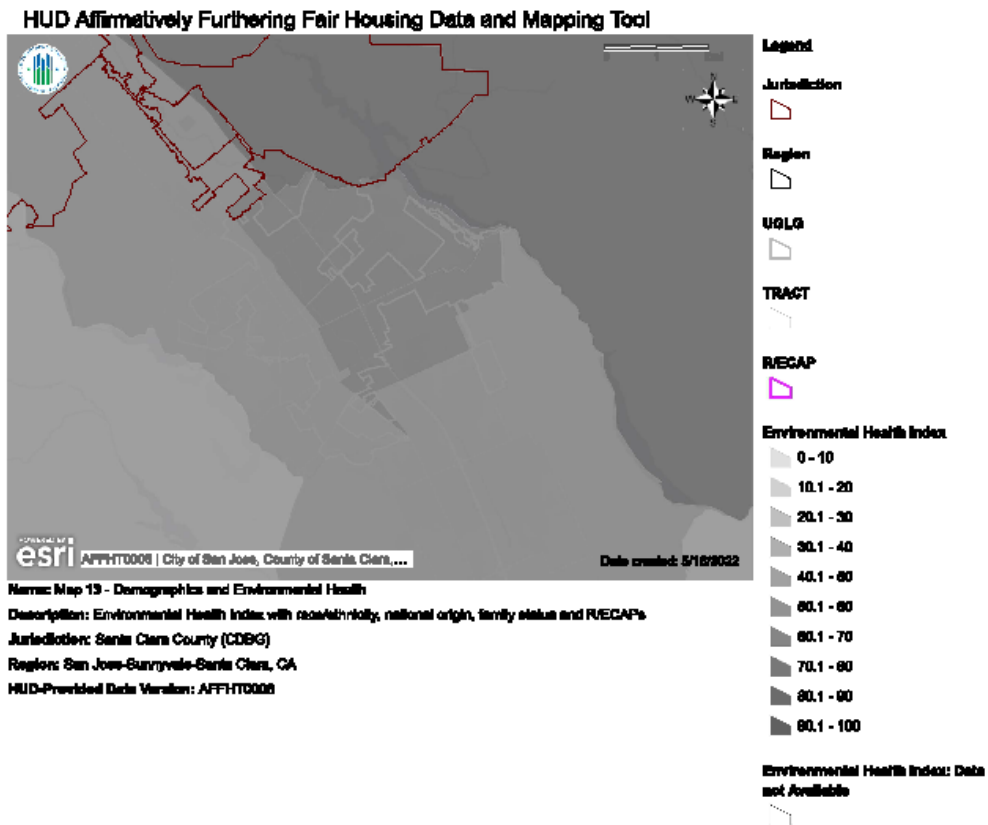 HUD Affirmatively Furthering Fair Housing Data and Mapping Tool
N
W E
S
POWERED BY
esri
AFFHT0006 | City of San Jose, County of Santa Clara,...
Date created: 5/16/2022
Name: Map 13 - Demographics and Environmental Health
Description: Environmental Health Index with race/ethnicity, national origin, family status and R/ECAPs
Jurisdiction: Santa Clara County (CDBG)
Region: San Jose-Sunnyvale-Santa Clara, CA
HUD-Provided Data Version: AFFHT0006
Legend
Jurisdiction
Region
UGLG
TRACT
R/ECAP
Environmental Health Index
0 - 10
10.1 - 20
20.1 - 30
30.1 - 40
40.1 - 50
50.1 - 60
60.1 - 70
70.1 - 80
80.1 - 90
90.1 - 100
Environmental Health Index: Data
not Available